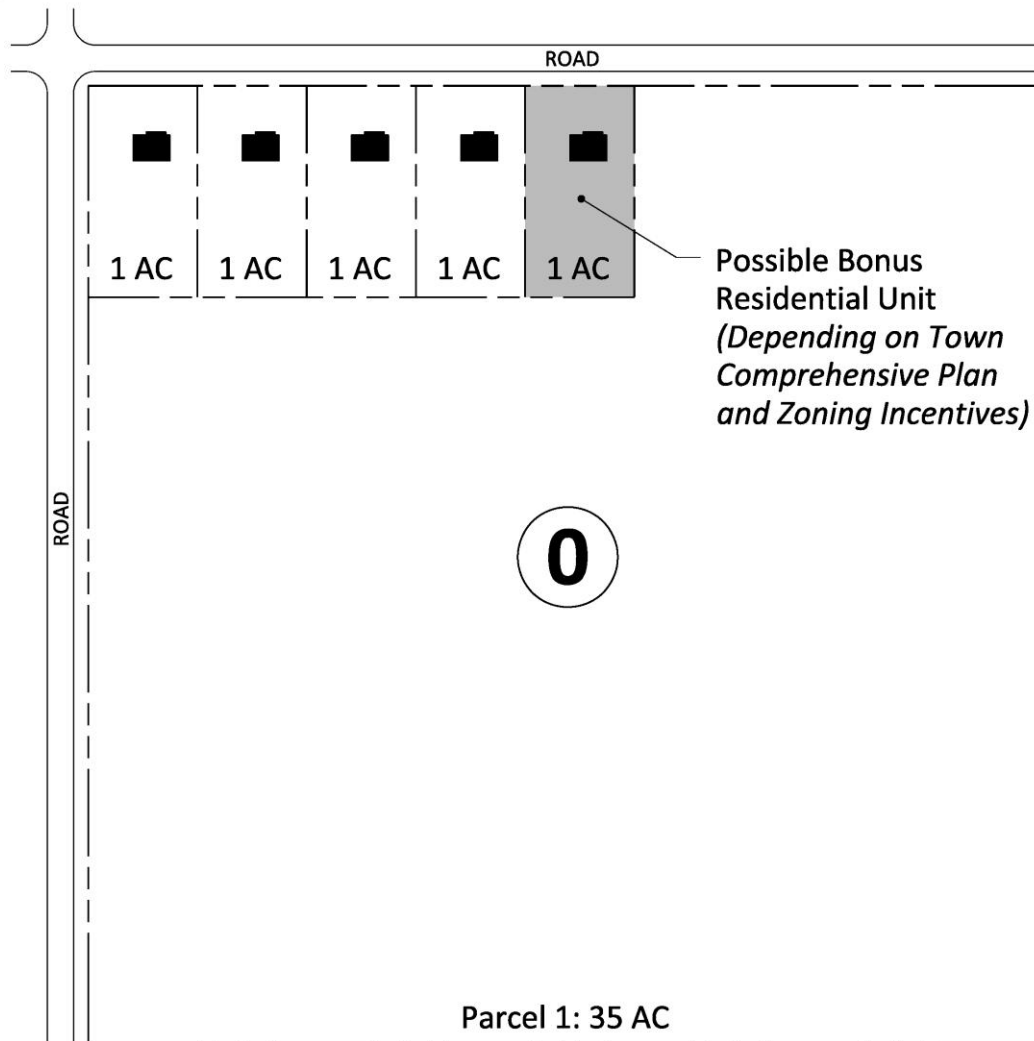 ROAD
1 AC
1 AC
1 AC
1 AC
1 AC
Possible Bonus
Residential Unit
(Depending on Town
Comprehensive Plan
and Zoning Incentives)
ROAD
0
Parcel 1: 35 AC